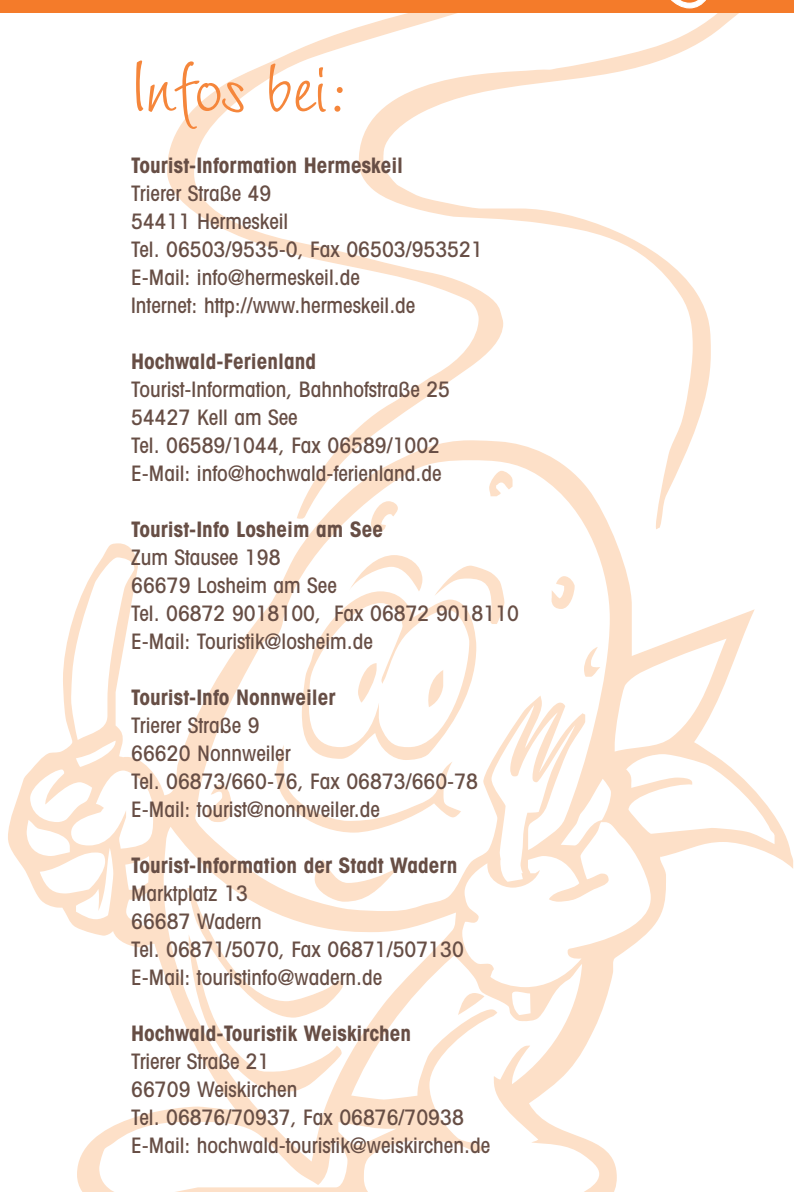 Infos bei:
Tourist-Information Hermeskeil
Trierer Straße 49
54411 Hermeskeil
Tel. 06503/9535-0, Fax 06503/953521
E-Mail: info@hermeskeil.de
Internet: http://www.hermeskeil.de
Hochwald-Ferienland
Tourist-Information, Bahnhofstraße 25
54427 Kell am See
Tel. 06589/1044, Fax 06589/1002
E-Mail: info@hochwald-ferienland.de
Tourist-Info Losheim am See
Zum Stausee 198
66679 Losheim am See
Tel. 06872 9018100,  Fax 06872 9018110
E-Mail: Touristik@losheim.de
Tourist-Info Nonnweiler
Trierer Straße 9
66620 Nonnweiler
Tel. 06873/660-76, Fax 06873/660-78
E-Mail: tourist@nonnweiler.de
Tourist-Information der Stadt Wadern
Marktplatz 13
66687 Wadern
Tel. 06871/5070, Fax 06871/507130
E-Mail: touristinfo@wadern.de
Hochwald-Touristik Weiskirchen
Trierer Straße 21
66709 Weiskirchen
Tel. 06876/70937, Fax 06876/70938
E-Mail: hochwald-touristik@weiskirchen.de